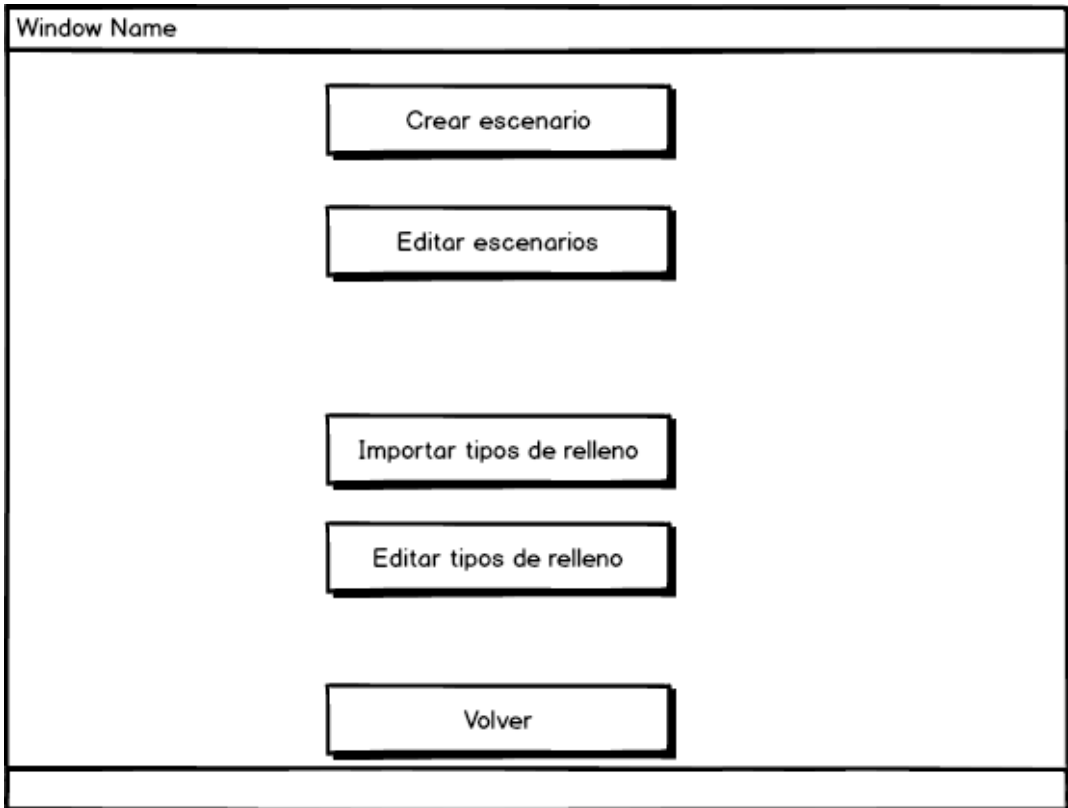 Window Name
Crear escenario
Editar escenarios
Importar tipos de relleno
Editar tipos de relleno
Volver